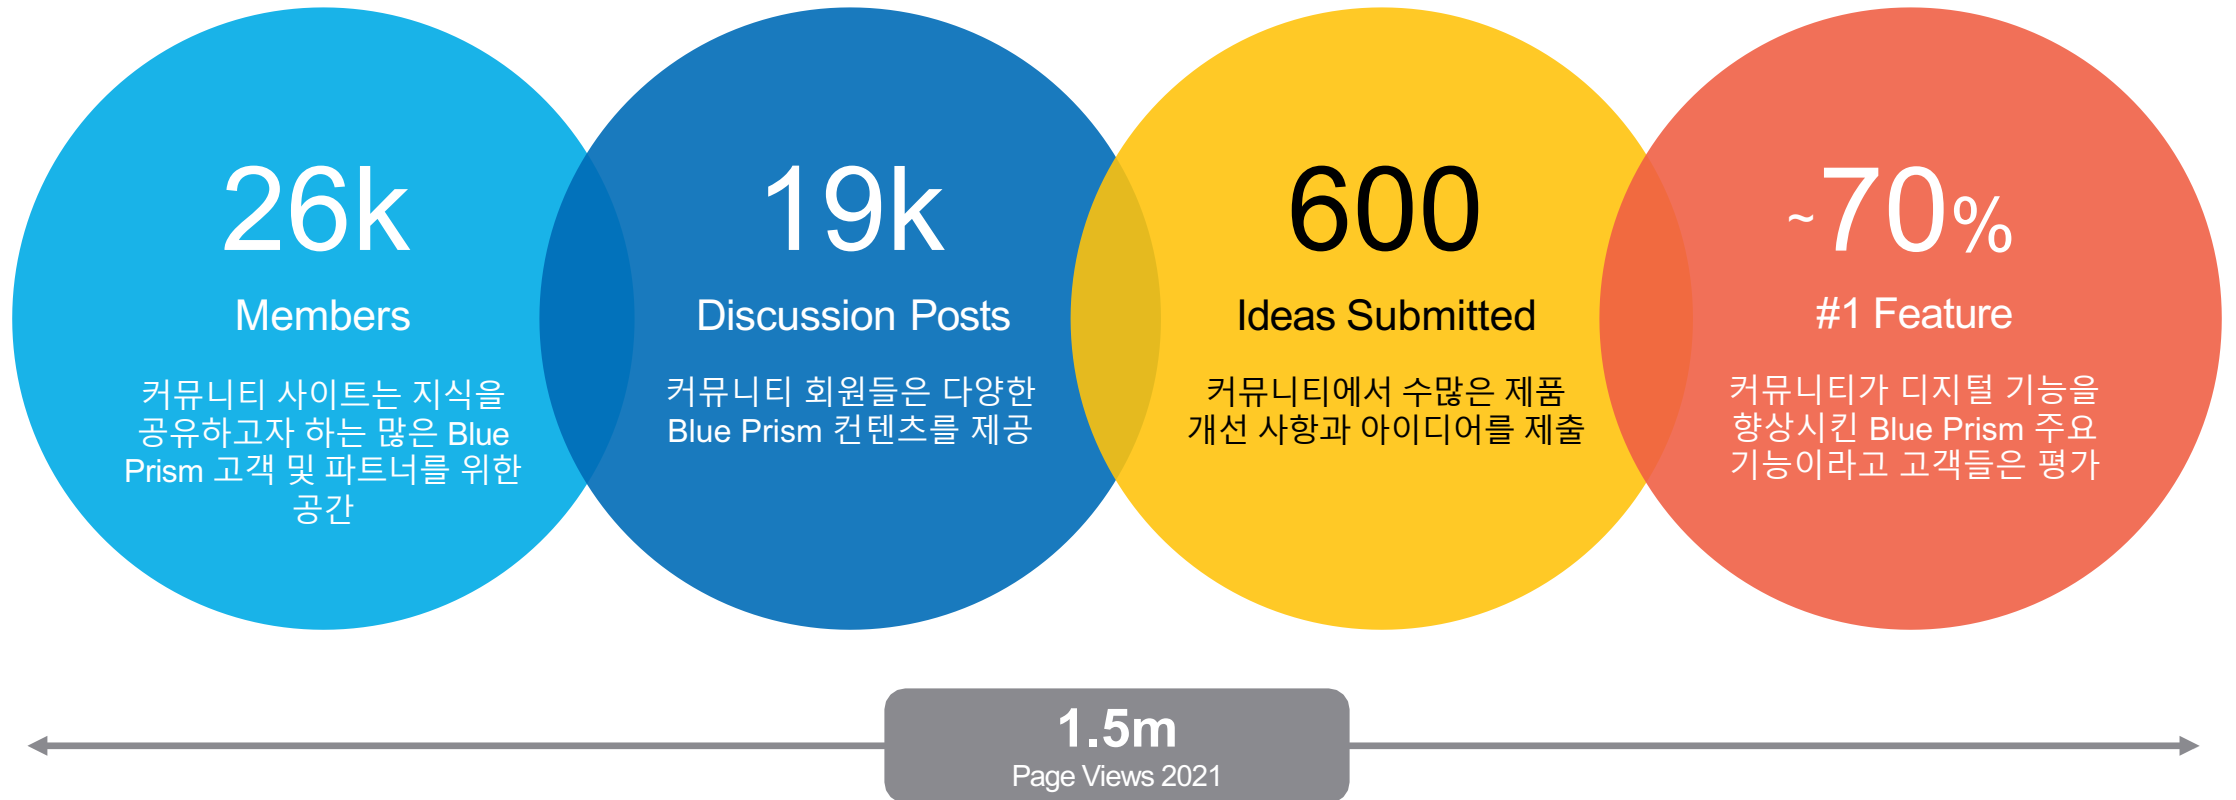 26k
Members
커뮤니티 사이트는 지식을
공유하고자 하는 많은 Blue
Prism 고객 및 파트너를 위한
공간
19k
Discussion Posts
커뮤니티 회원들은 다양한
Blue Prism 컨텐츠를 제공
600
Ideas Submitted
커뮤니티에서 수많은 제품
개선 사항과 아이디어를 제출
~70%
#1 Feature
커뮤니티가 디지털 기능을
향상시킨 Blue Prism 주요
기능이라고 고객들은 평가
1.5m
Page Views 2021